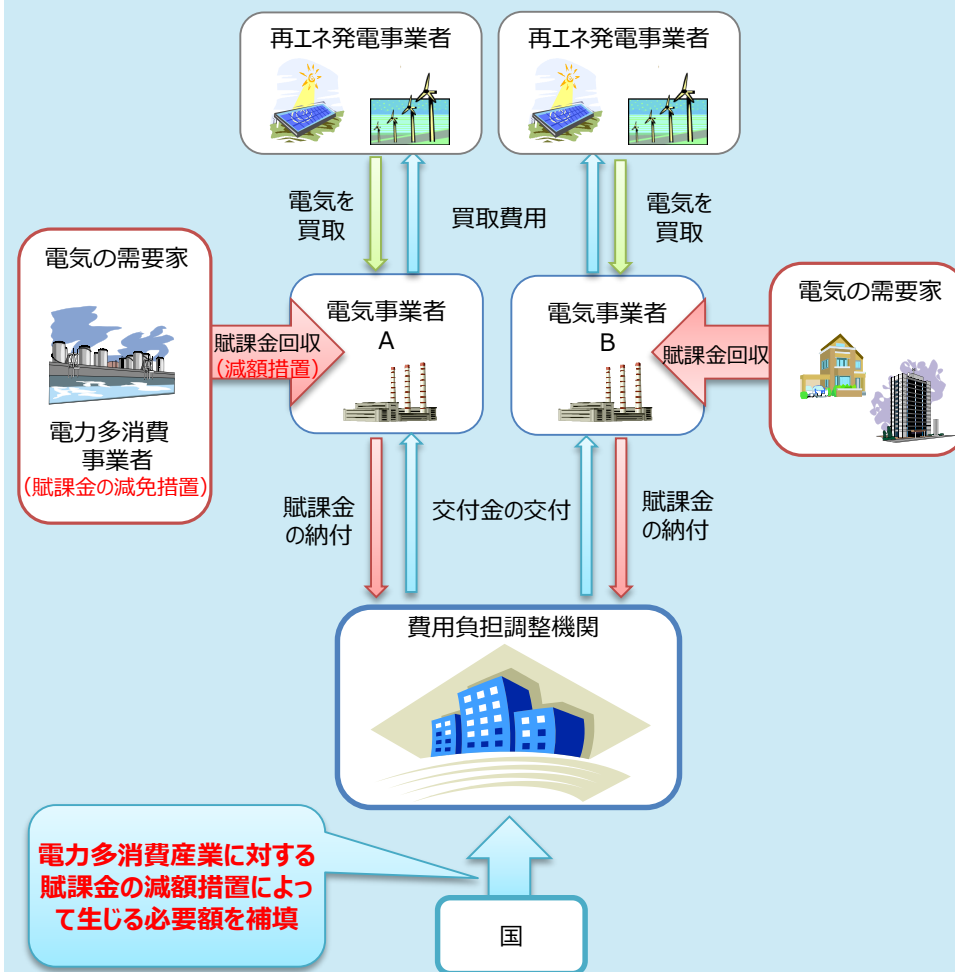 再エネ発電事業者
再エネ発電事業者
電気を
買取
買取費用
電気を
買取
電気の需要家
電力多消費
事業者
（賦課金の減免措置）
賦課金回収
（減額措置）
電気事業者
A
電気事業者
B
賦課金回収
電気の需要家
賦課金
の納付
交付金の交付
賦課金
の納付
費用負担調整機関
電力多消費産業に対する
賦課金の減額措置によっ
て生じる必要額を補填
国